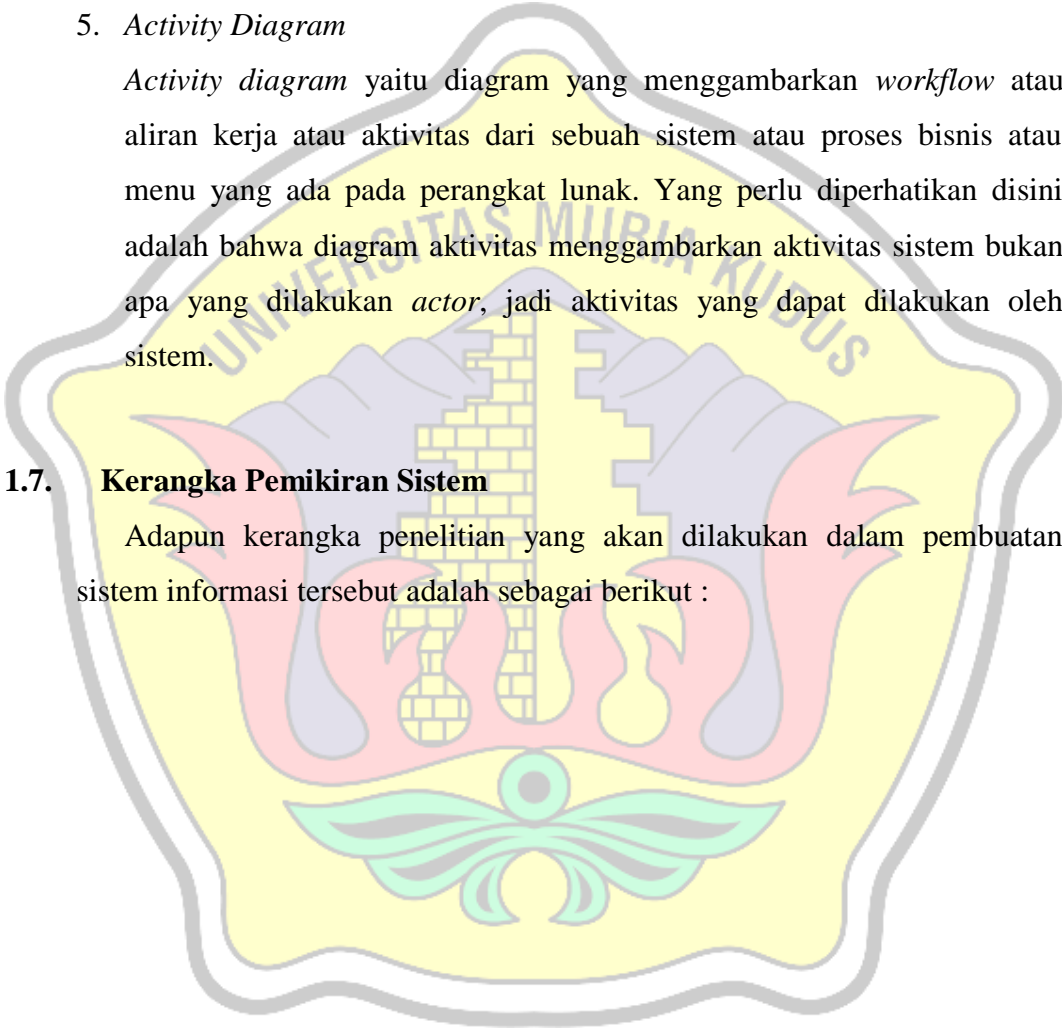 5. Activity Diagram
Activity diagram yaitu diagram yang menggambarkan workflow atau
aliran kerja atau aktivitas dari sebuah sistem atau proses bisnis atau
menu yang ada pada perangkat lunak. Yang perlu diperhatikan disini
adalah bahwa diagram aktivitas menggambarkan aktivitas sistem bukan
apa yang dilakukan actor, jadi aktivitas yang dapat dilakukan oleh
sistem.
UNIVERSITAS MURIA KUDUS
1.7. Kerangka Pemikiran Sistem
Adapun kerangka penelitian yang akan dilakukan dalam pembuatan
sistem informasi tersebut adalah sebagai berikut :